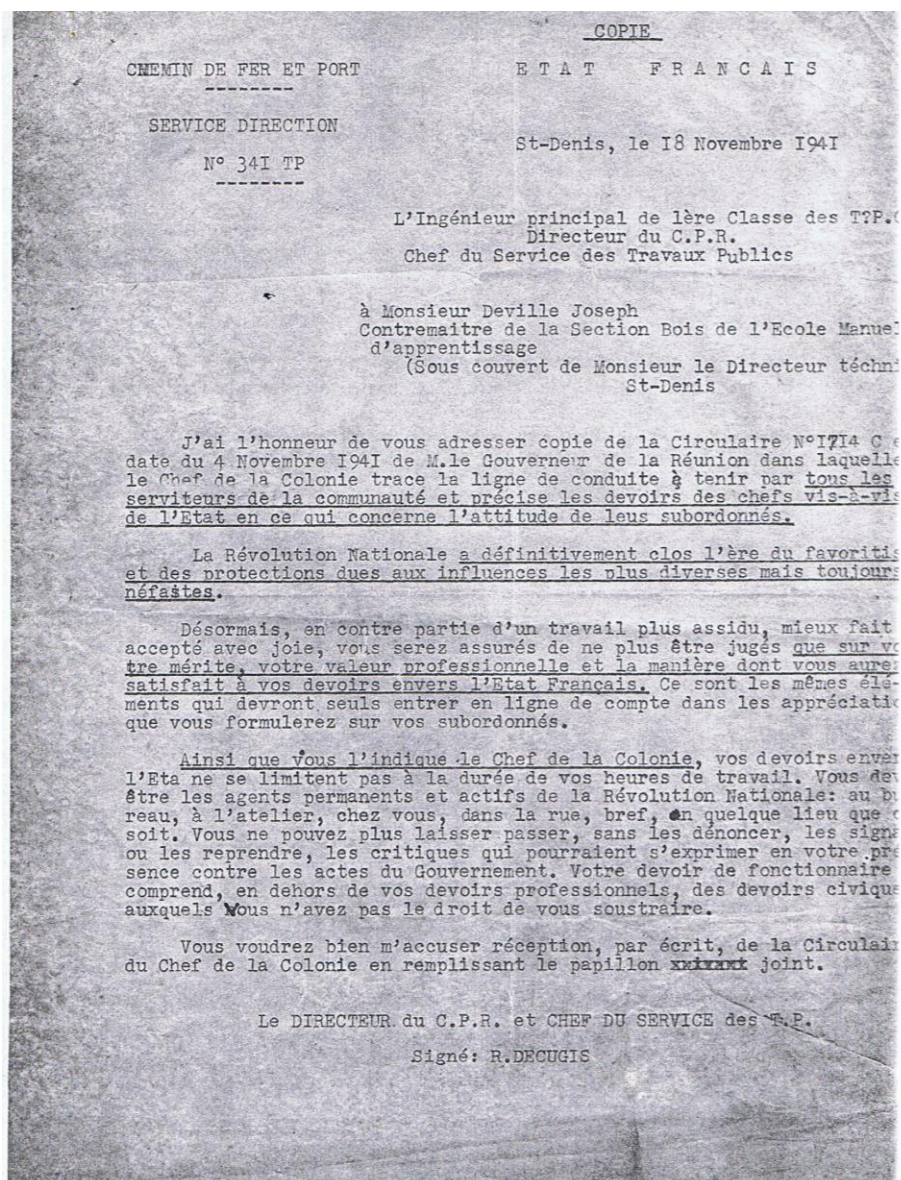 COPIE
CHEMIN DE FER ET PORT
ETAT FRANCAIS
SERVICE DIRECTION
St-Denis, le I8 Novembre I94I
N° 34I TP
L'Ingénieur principal de 1ère Classe des T?P.
Directeur du C.P.R.
Chef du Service des Travaux Publics
à Monsieur Deville Joseph
Contremaitre de la Section Bois de l'Ecole Manuel
d'apprentissage
(Sous couvert de Monsieur le Directeur téchni
St-Denis
J'ai l'honneur de vous adresser copie de la Circulaire N°I7I4 C e
date du 4 Novembre I94I de M.le Gouverneur de la Réunion dans laquelle
le Chef de la Colonie trace la ligne de conduite à tenir par tous les
serviteurs de la communauté et précise les devoirs des chefs vis-à-vis
de l'Etat en ce qui concerne l'attitude de leus subordonnés.
La Révolution Nationale a définitivement clos l'ère du favoritis
et des protections dues aux influences les plus diverses mais toujours
néfastes.
Désormais, en contre partie d'un travail plus assidu, mieux fait
accepté avec joie, vous serez assurés de ne plus être jugés que sur vo
tre mérite, votre valeur professionnelle et la manière dont vous aure
satisfait à vos devoirs envers l'Etat Français. Ce sont les mêmes élé-
ments qui devront seuls entrer en ligne de compte dans les appréciatio
que vous formulerez sur vos subordonnés.
Ainsi que vous l'indique le Chef de la Colonie, vos devoirs enver
l'Eta ne se limitent pas à la durée de vos heures de travail. Vous dev
être les agents permanents et actifs de la Révolution Nationale: au bu
reau, à l'atelier, chez vous, dans la rue, bref, en quelque lieu que c
soit. Vous ne pouvez plus laisser passer, sans les dénoncer, les signa
ou les reprendre, les critiques qui pourraient s'exprimer en votre pré
sence contre les actes du Gouvernement. Votre devoir de fonctionnaire
comprend, en dehors de vos devoirs professionnels, des devoirs civique
auxquels Vous n'avez pas le droit de vous soustraire.
Vous voudrez bien m'accuser réception, par écrit, de la Circulair
du Chef de la Colonie en remplissant le papillon joint.
Le DIRECTEUR du C.P.R. et CHEF DU SERVICE des T.P.
Signé: R.DECUGIS